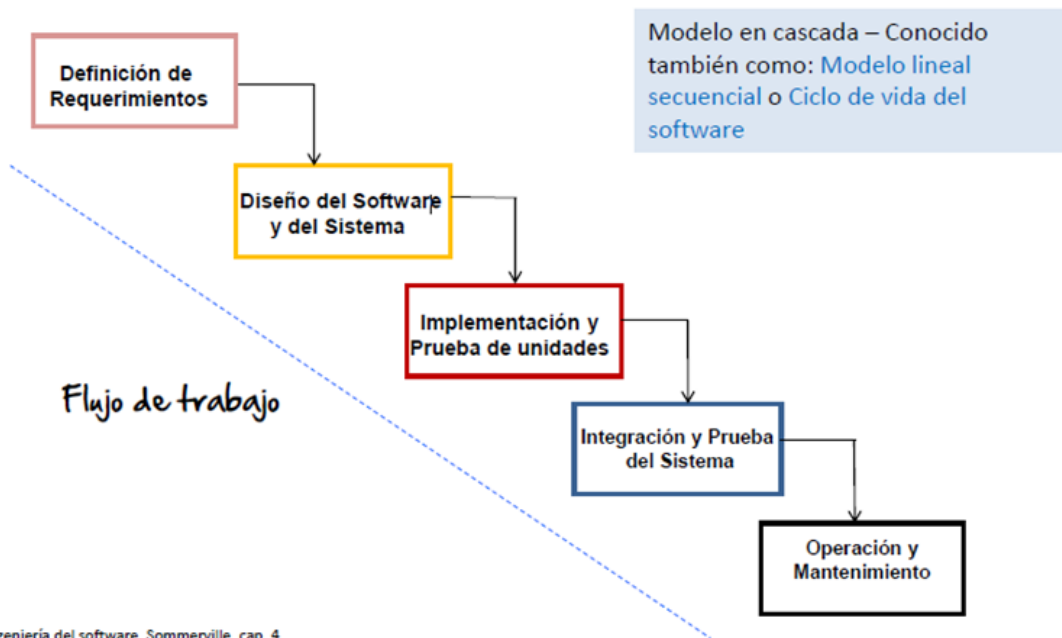 Modelo en cascada – Conocido
también como: Modelo lineal
secuencial o Ciclo de vida del
software
Definición de
Requerimientos
Diseño del Software
y del Sistema
Implementación y
Prueba de unidades
Flujo de trabajo
Integración y Prueba
del Sistema
Operación y
Mantenimiento
del software, Sommerville, cap. 4